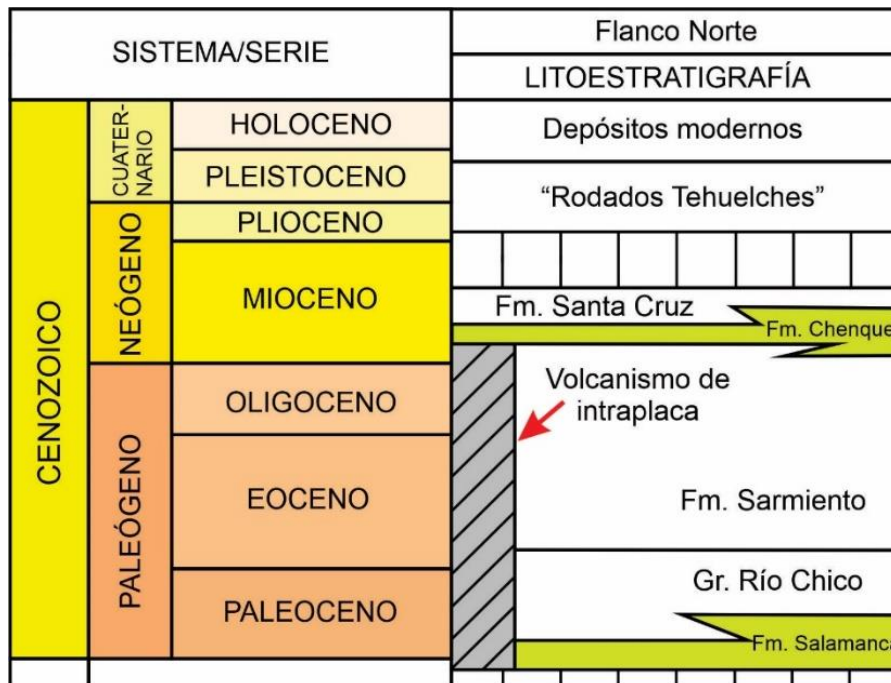 SISTEMA/SERIE
Flanco Norte
LITOESTRATIGRAFÍA
CENOZOICO
CUATER-
NARIO
HOLOCENO
Depósitos modernos
PLEISTOCENO
“Rodados Tehuelches”
NEÓGENO
PLIOCENO
MIOCENO
Fm. Santa Cruz
Fm. Chenque
PALEÓGENO
OLIGOCENO
Volcanismo de
intraplaca
EOCENO
Fm. Sarmiento
Gr. Río Chico
PALEOCENO
Fm. Salamanca